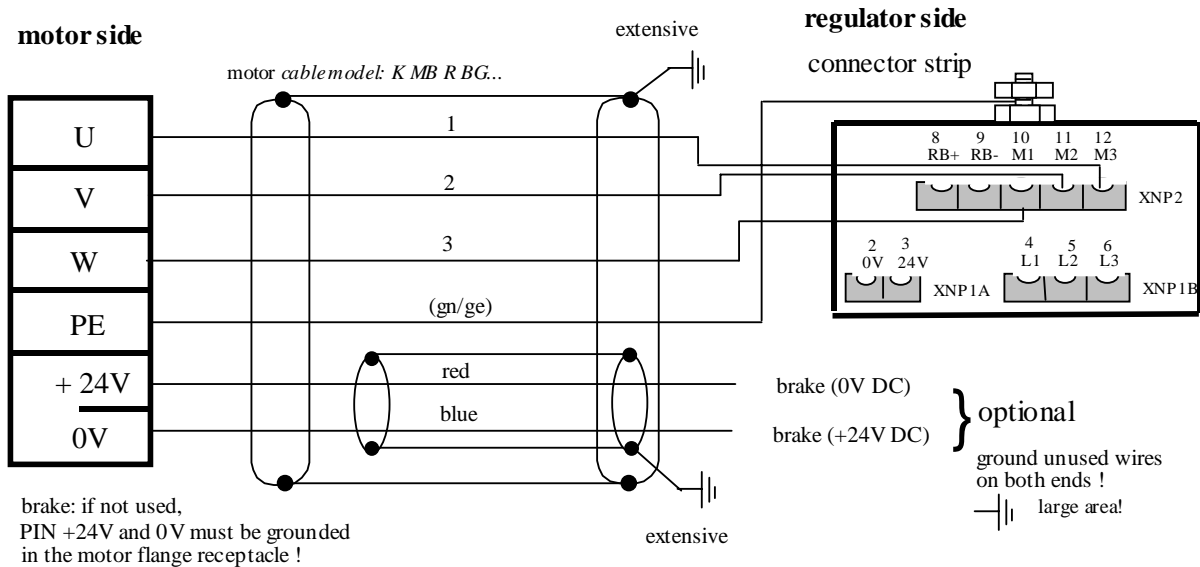 motor side
regulator side
extensive
motor cable model: K MB R BG...
connector strip
U
1
8 9 10 11 12
RB+ RB- M1 M2 M3
V
2
XNP2
W
3
2 3
0V 24V
4 5 6
L1 L2 L3
XNP1A
XNP1B
PE
(gn/ge)
+ 24V
red
brake (0V DC)
0V
blue
brake (+24V DC)
} optional
ground unused wires
on both ends !
large area!
brake: if not used,
PIN +24V and 0V must be grounded
in the motor flange receptacle !
extensive